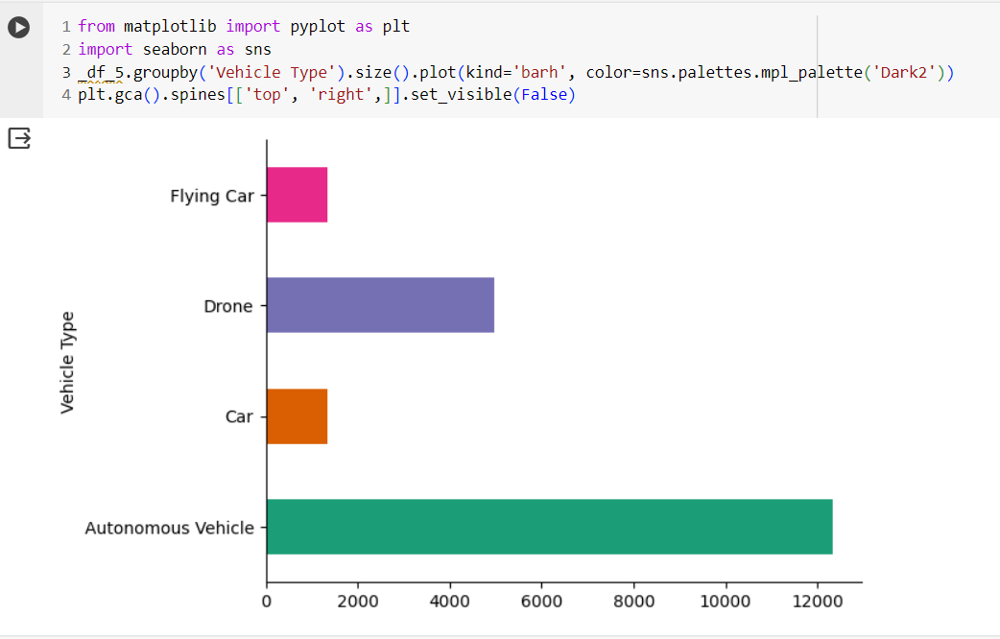 1 from matplotlib import pyplot as plt
2 import seaborn as sns
3 _df_5.groupby('Vehicle Type').size().plot(kind='barh', color=sns.palettes.mpl_palette('Dark2'))
4 plt.gca().spines[['top', 'right',]].set_visible(False)
Flying Car
Drone
Vehicle Type
Car
Autonomous Vehicle
0 2000 4000 6000 8000 10000 12000